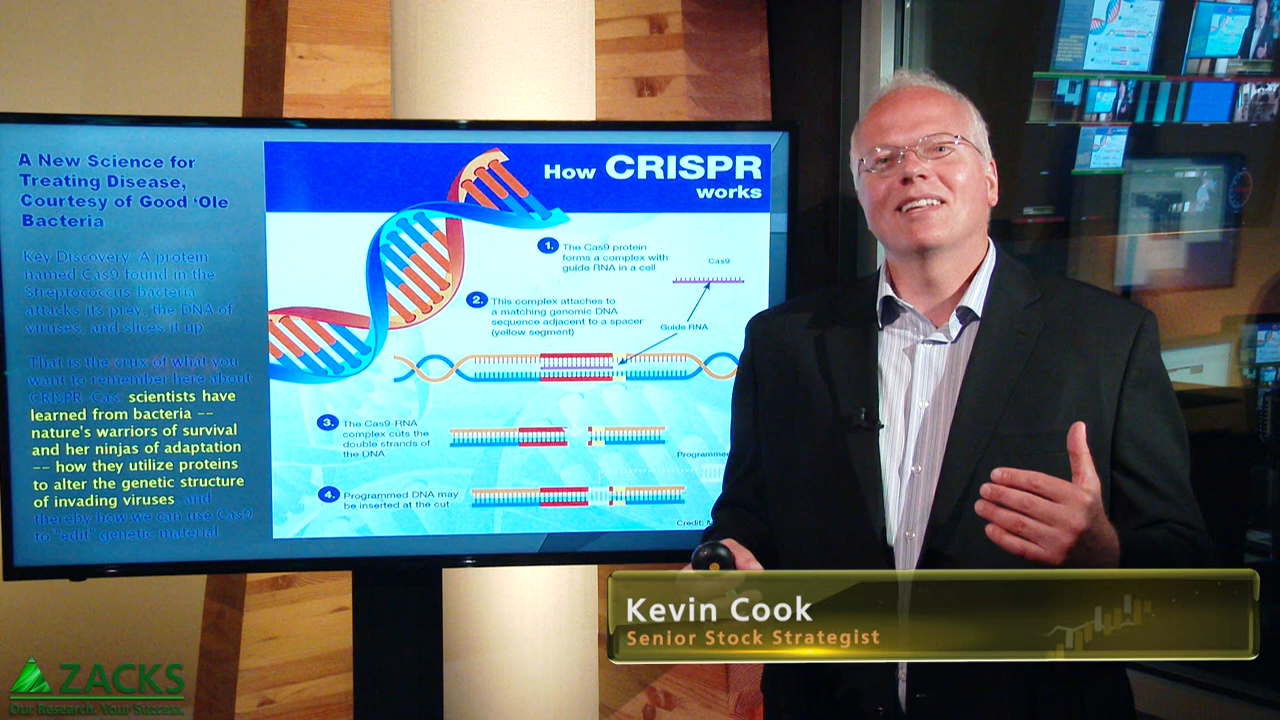 A New Science for
Treating Disease,
Courtesy of Good ‘Ole
Bacteria
Key Discovery: A protein
named Cas9 found in the
Streptococcus bacteria
attacks its prey, the DNA of
viruses, and slices it up.
That is the crux of what you
want to remember here about
CRISPR-Cas: scientists have
learned from bacteria --
nature's warriors of survival
and her ninjas of adaptation
-- how they utilize proteins
to alter the genetic structure
of invading viruses and
thereby how we can use Cas9
to "edit" genetic material
How CRISPR
works
1. The Cas9 protein
forms a complex with
guide RNA in a cell
Cas9
2. This complex attaches to
a matching genomic DNA
sequence adjacent to a spacer
(yellow segment)
Guide RNA
3. The Cas9-RNA
complex cuts the
double strands of
the DNA
Programmed
4. Programmed DNA may
be inserted at the cut
Credit:
Kevin Cook
Senior Stock Strategist
ZACKS
Our Research. Your Success.